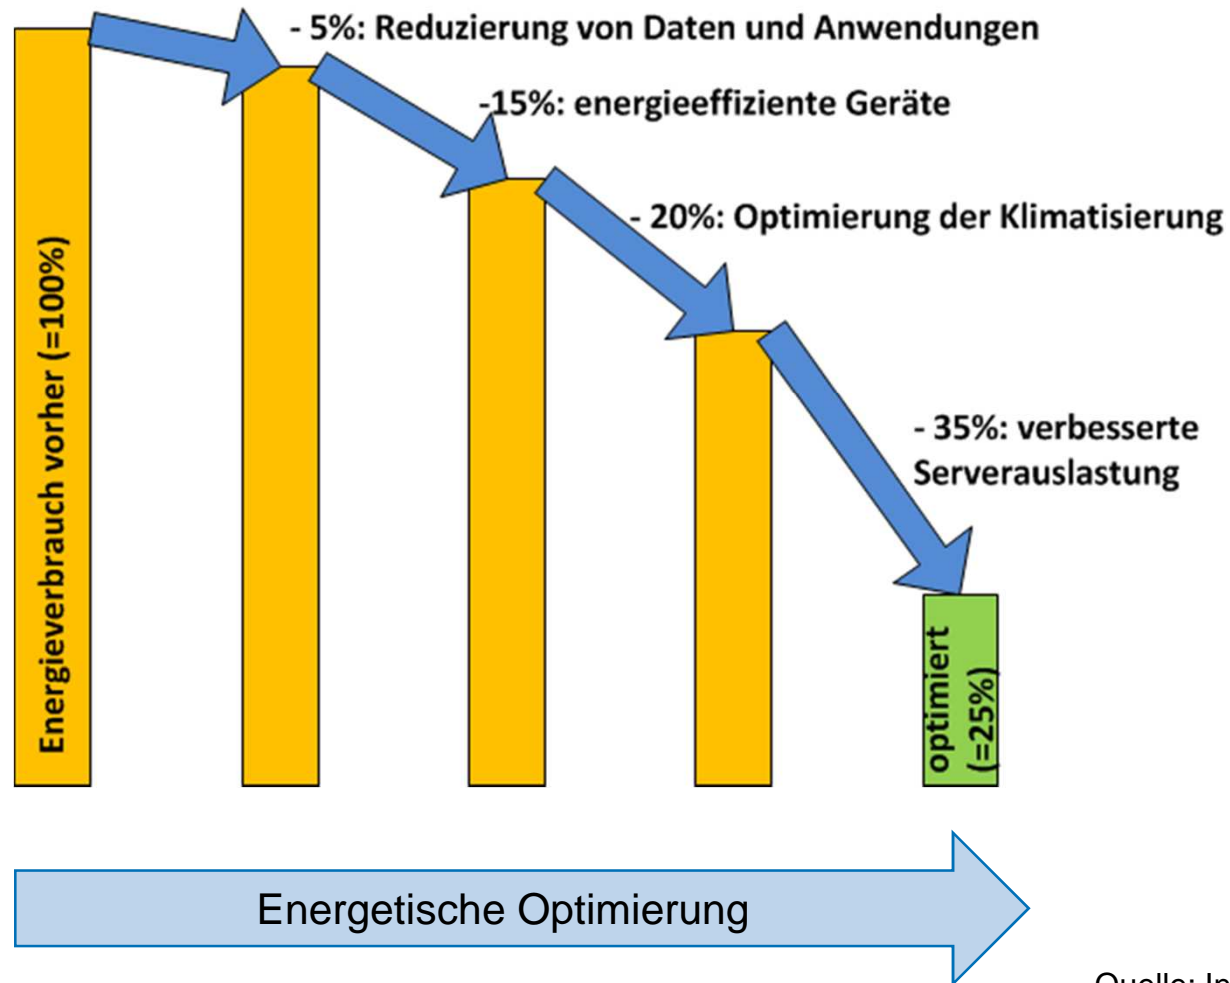 - 5%: Reduzierung von Daten und Anwendungen
-15%: energieeffiziente Geräte
- 20%: Optimierung der Klimatisierung
- 35%: verbesserte
Serverauslastung
Energieverbrauch vorher (=100%)
optimiert
(=25%)
Energetische Optimierung
Quelle: